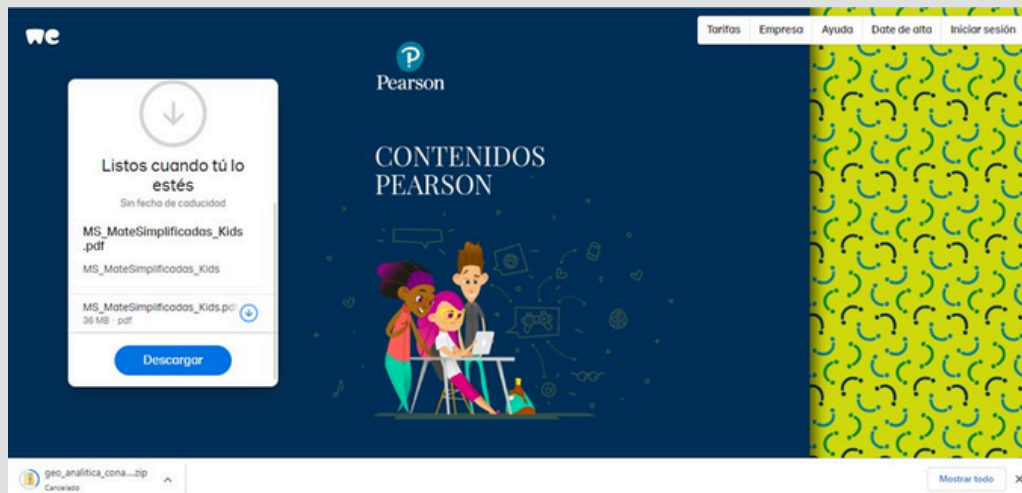 we
Tarifas Empresa Ayuda Date de alta Iniciar sesión
Pearson
Listos cuando tú lo
estés
Sin fecha de caducidad
MS_MateSimplificadas_Kids
.pdf
MS_MateSimplificadas_Kids
MS_MateSimplificadas_Kids.pd
36 MB - pdf
Descargar
CONTENIDOS
PEARSON
geo_analitica_cona....zip
Cancelado
Mostrar todo